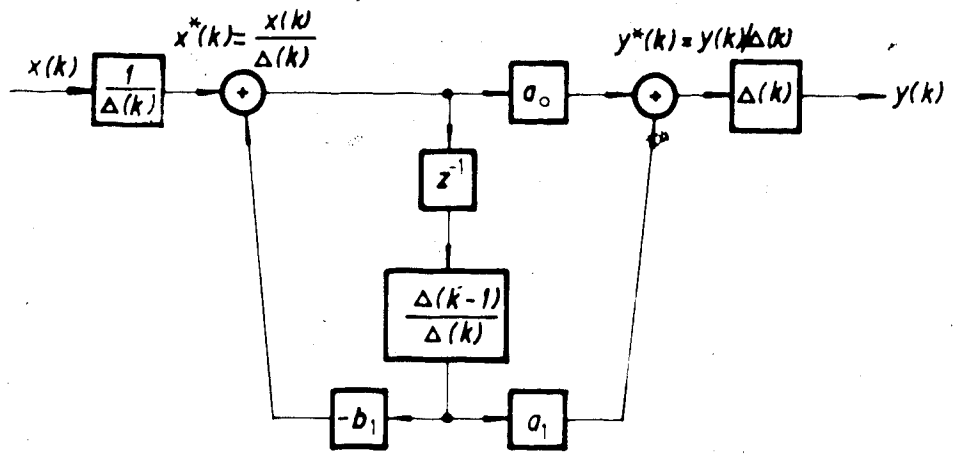 x*(k) = x(k)/Δ(k)
y*(k) = y(k)/Δ(k)
x(k)
1/Δ(k)
+
a₀
+
Δ(k)
y(k)
z⁻¹
Δ(k-1)/Δ(k)
-b₁
a₁